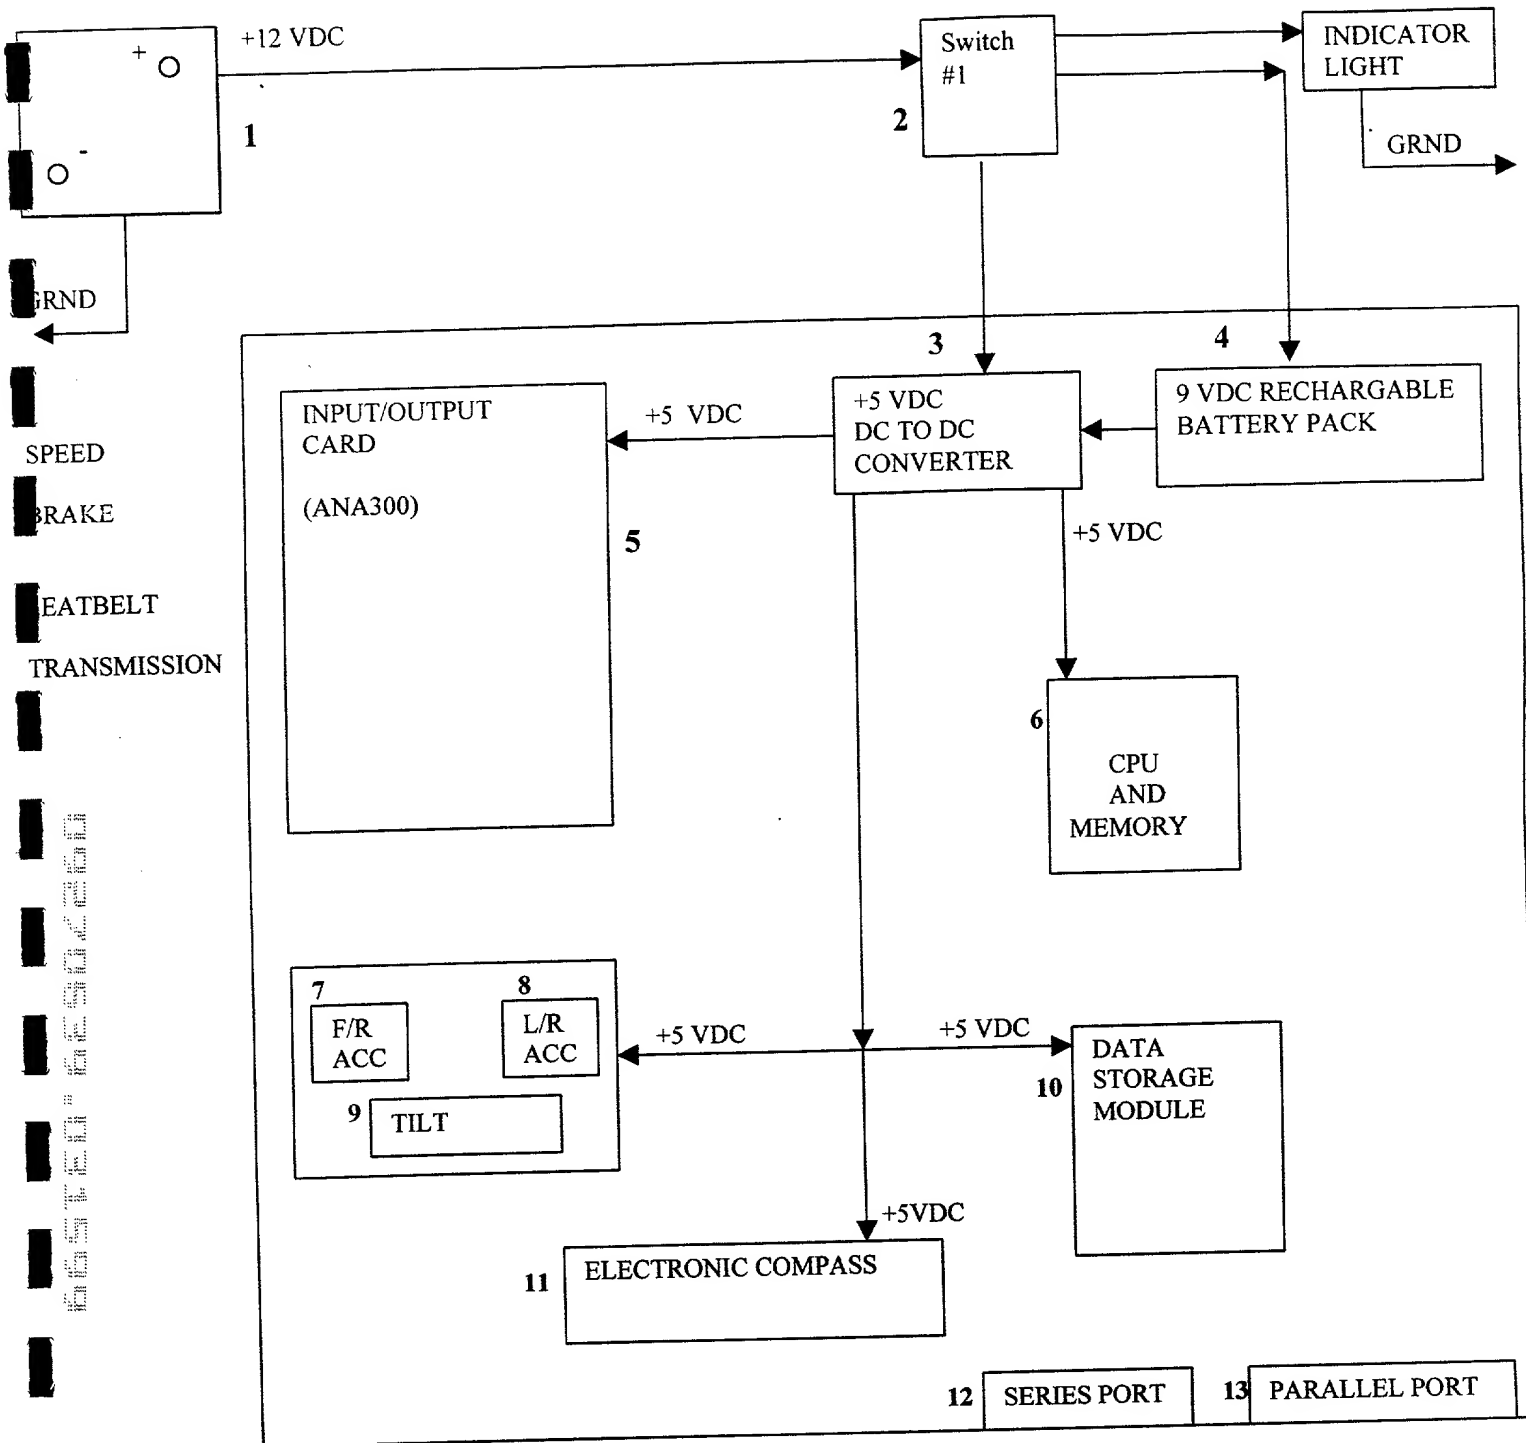 +12 VDC
+
-
1
GRND
Switch
#1
2
INDICATOR
LIGHT
GRND
SPEED
BRAKE
EATBELT
TRANSMISSION
3
4
INPUT/OUTPUT
CARD
(ANA300)
5
+5 VDC
+5 VDC
DC TO DC
CONVERTER
9 VDC RECHARGABLE
BATTERY PACK
+5 VDC
6
CPU
AND
MEMORY
7
F/R
ACC
8
L/R
ACC
9
TILT
+5 VDC
+5 VDC
10
DATA
STORAGE
MODULE
+5VDC
11
ELECTRONIC COMPASS
12
SERIES PORT
13
PARALLEL PORT